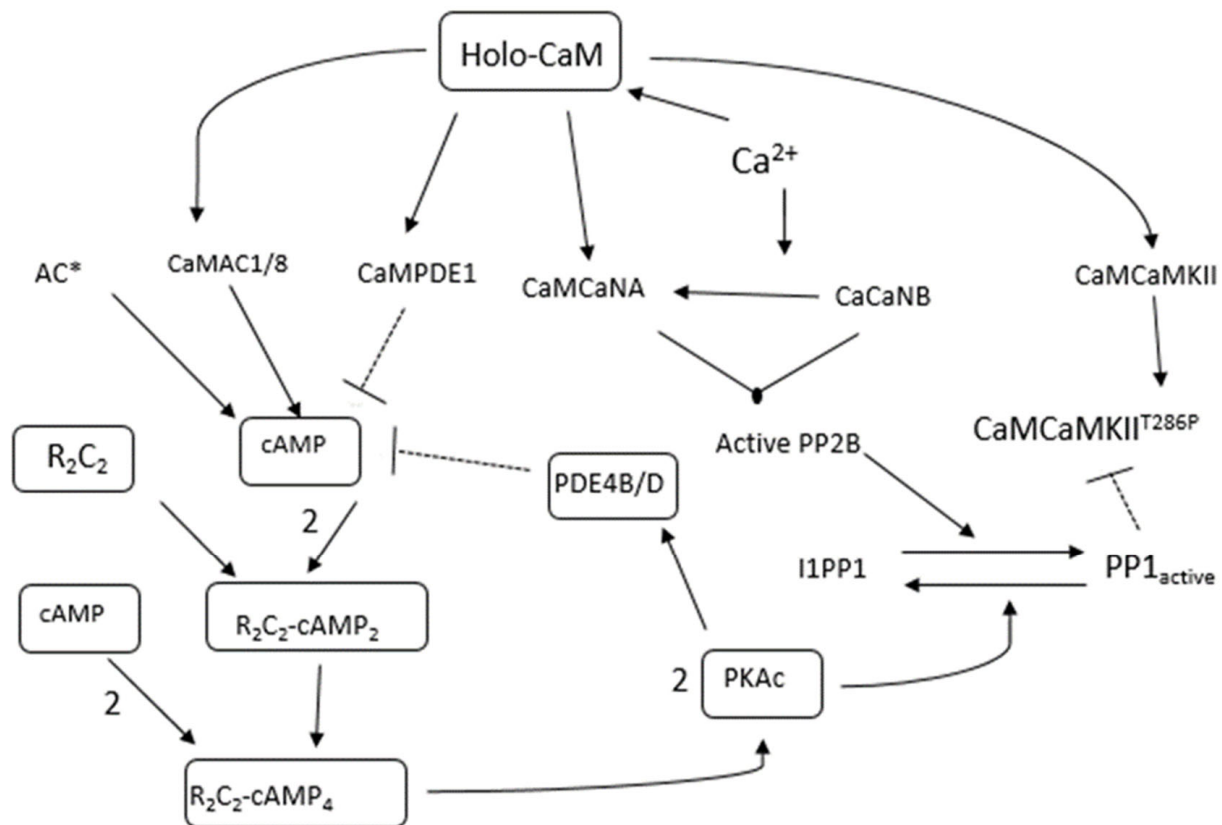 Holo-CaM
Ca²⁺
AC*
CaMAC1/8
CaMPDE1
CaMCaNA
CaCaNB
CaMCaMKII
R₂C₂
cAMP
Active PP2B
CaMCaMKIIᵀ²⁸⁶ᴾ
PDE4B/D
2
I1PP1
PP1active
cAMP
R₂C₂-cAMP₂
2
2
PKAc
R₂C₂-cAMP₄